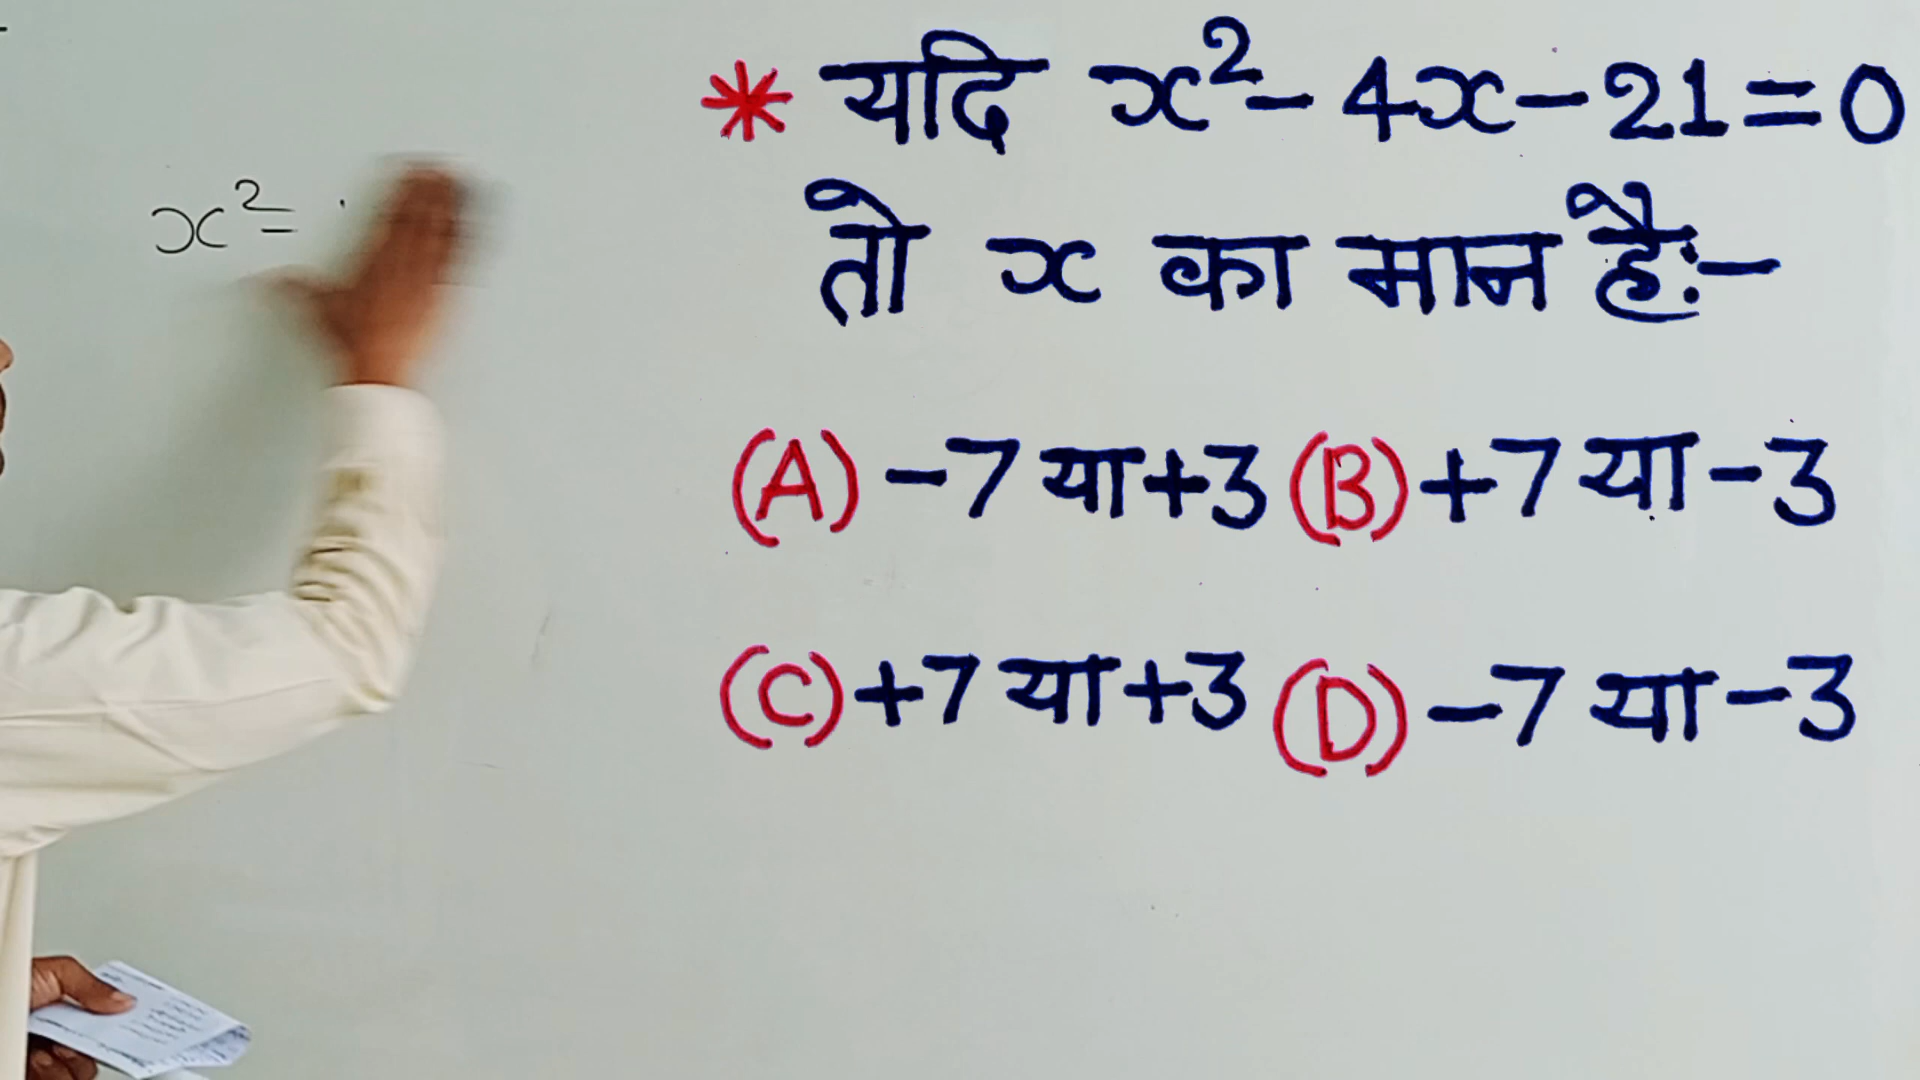 * यदि x²- 4x-21=0
तो x का मान है:-
(A) -7 या +3 (B) +7 या -3
(C) +7 या +3 (D) -7 या -3
x² -